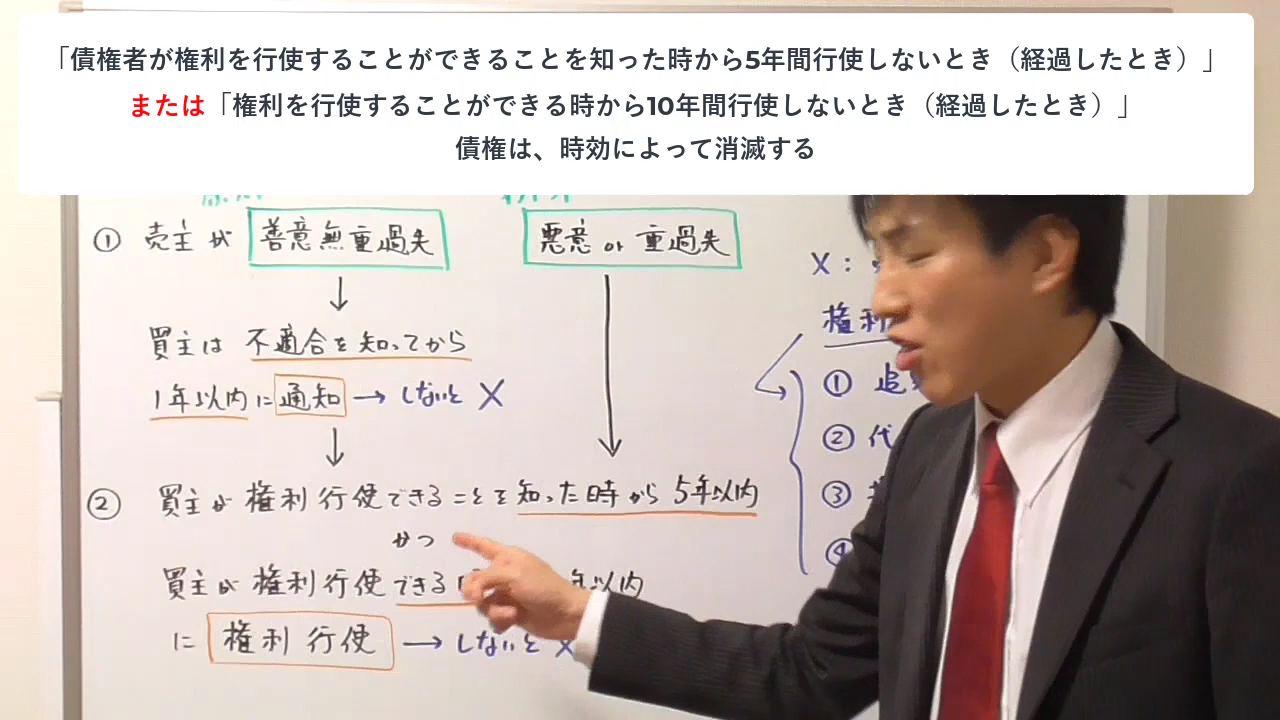 「債権者が権利を行使することができることを知った時から5年間行使しないとき（経過したとき）」
または「権利を行使することができる時から10年間行使しないとき（経過したとき）」
債権は、時効によって消滅する
① 売主が 善意無重過失 悪意 or 重過失
買主は 不適合を知ってから
1年以内に 通知 → しないと X
② 買主が 権利行使できることを知った時から 5年以内
かつ
買主が 権利行使できる 年以内
に 権利行使 → しないと X
X：
権利
① 追
② 代
③
④